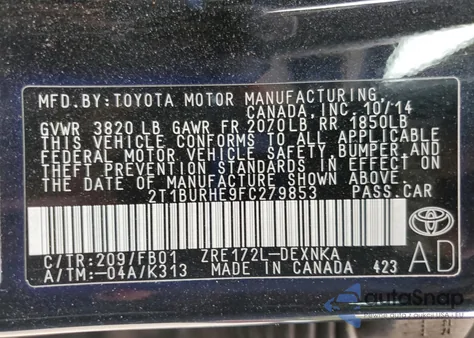 MFD.BY:TOYOTA MOTOR MANUFACTURING,
CANADA, INC. 10/14
GVWR 3820LB GAWR FR 2070LB RR 1850LB
THIS VEHICLE CONFORMS TO ALL APPLICABLE
FEDERAL MOTOR VEHICLE SAFETY, BUMPER, AND
THEFT PREVENTION STANDARDS IN EFFECT ON
THE DATE OF MANUFACTURE SHOWN ABOVE.
2T1BURHE9FC279853 PASS.CAR
C/TR:209/FB01 ZRE172L-DEXNKA
A/TM:-04A/K313 MADE IN CANADA 423
AD
autoSnap